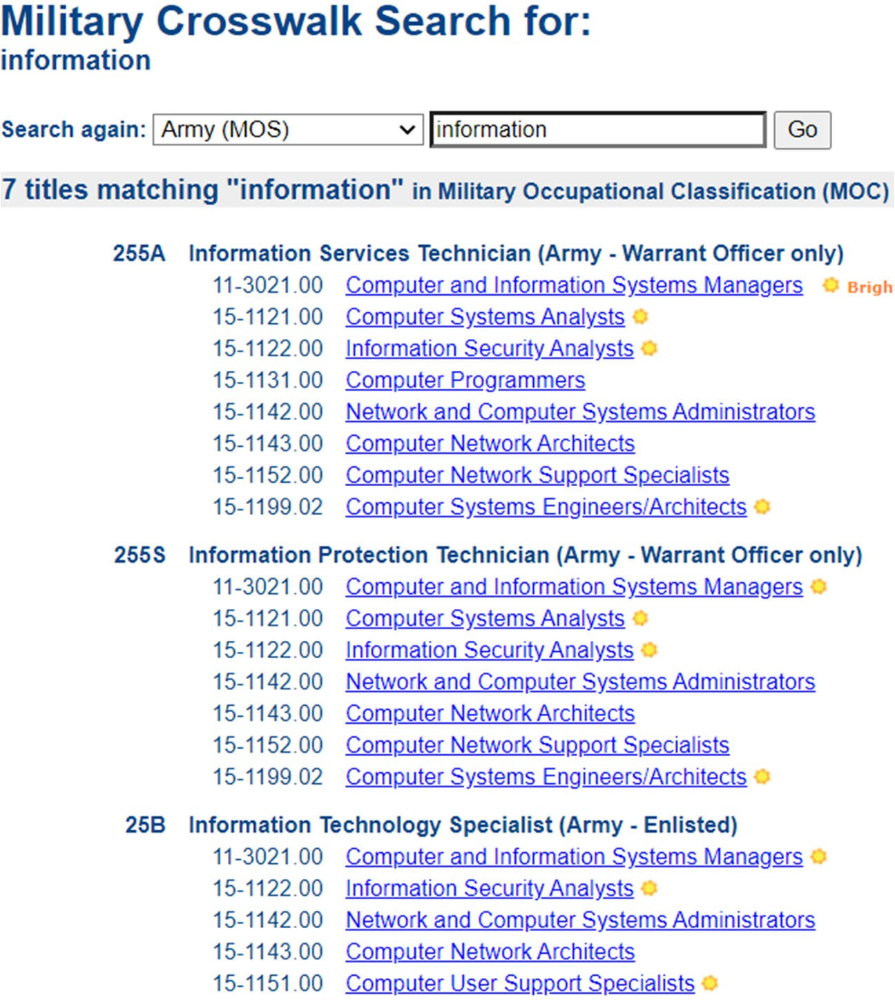 Military Crosswalk Search for:
information
Search again: Army (MOS) information Go
7 titles matching "information" in Military Occupational Classification (MOC)
255A Information Services Technician (Army - Warrant Officer only)
11-3021.00 Computer and Information Systems Managers Brigh
15-1121.00 Computer Systems Analysts
15-1122.00 Information Security Analysts
15-1131.00 Computer Programmers
15-1142.00 Network and Computer Systems Administrators
15-1143.00 Computer Network Architects
15-1152.00 Computer Network Support Specialists
15-1199.02 Computer Systems Engineers/Architects
255S Information Protection Technician (Army - Warrant Officer only)
11-3021.00 Computer and Information Systems Managers
15-1121.00 Computer Systems Analysts
15-1122.00 Information Security Analysts
15-1142.00 Network and Computer Systems Administrators
15-1143.00 Computer Network Architects
15-1152.00 Computer Network Support Specialists
15-1199.02 Computer Systems Engineers/Architects
25B Information Technology Specialist (Army - Enlisted)
11-3021.00 Computer and Information Systems Managers
15-1122.00 Information Security Analysts
15-1142.00 Network and Computer Systems Administrators
15-1143.00 Computer Network Architects
15-1151.00 Computer User Support Specialists